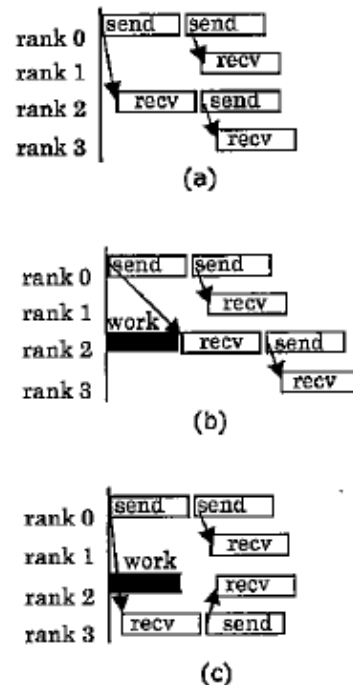 send send
rank 0
rank 1 recv
rank 2 recv send
rank 3 recv
(a)
send send
rank 0
rank 1 recv
work
rank 2 recv send
rank 3 recv
(b)
send send
rank 0
rank 1 recv
work
rank 2 recv
rank 3 recv send
(c)